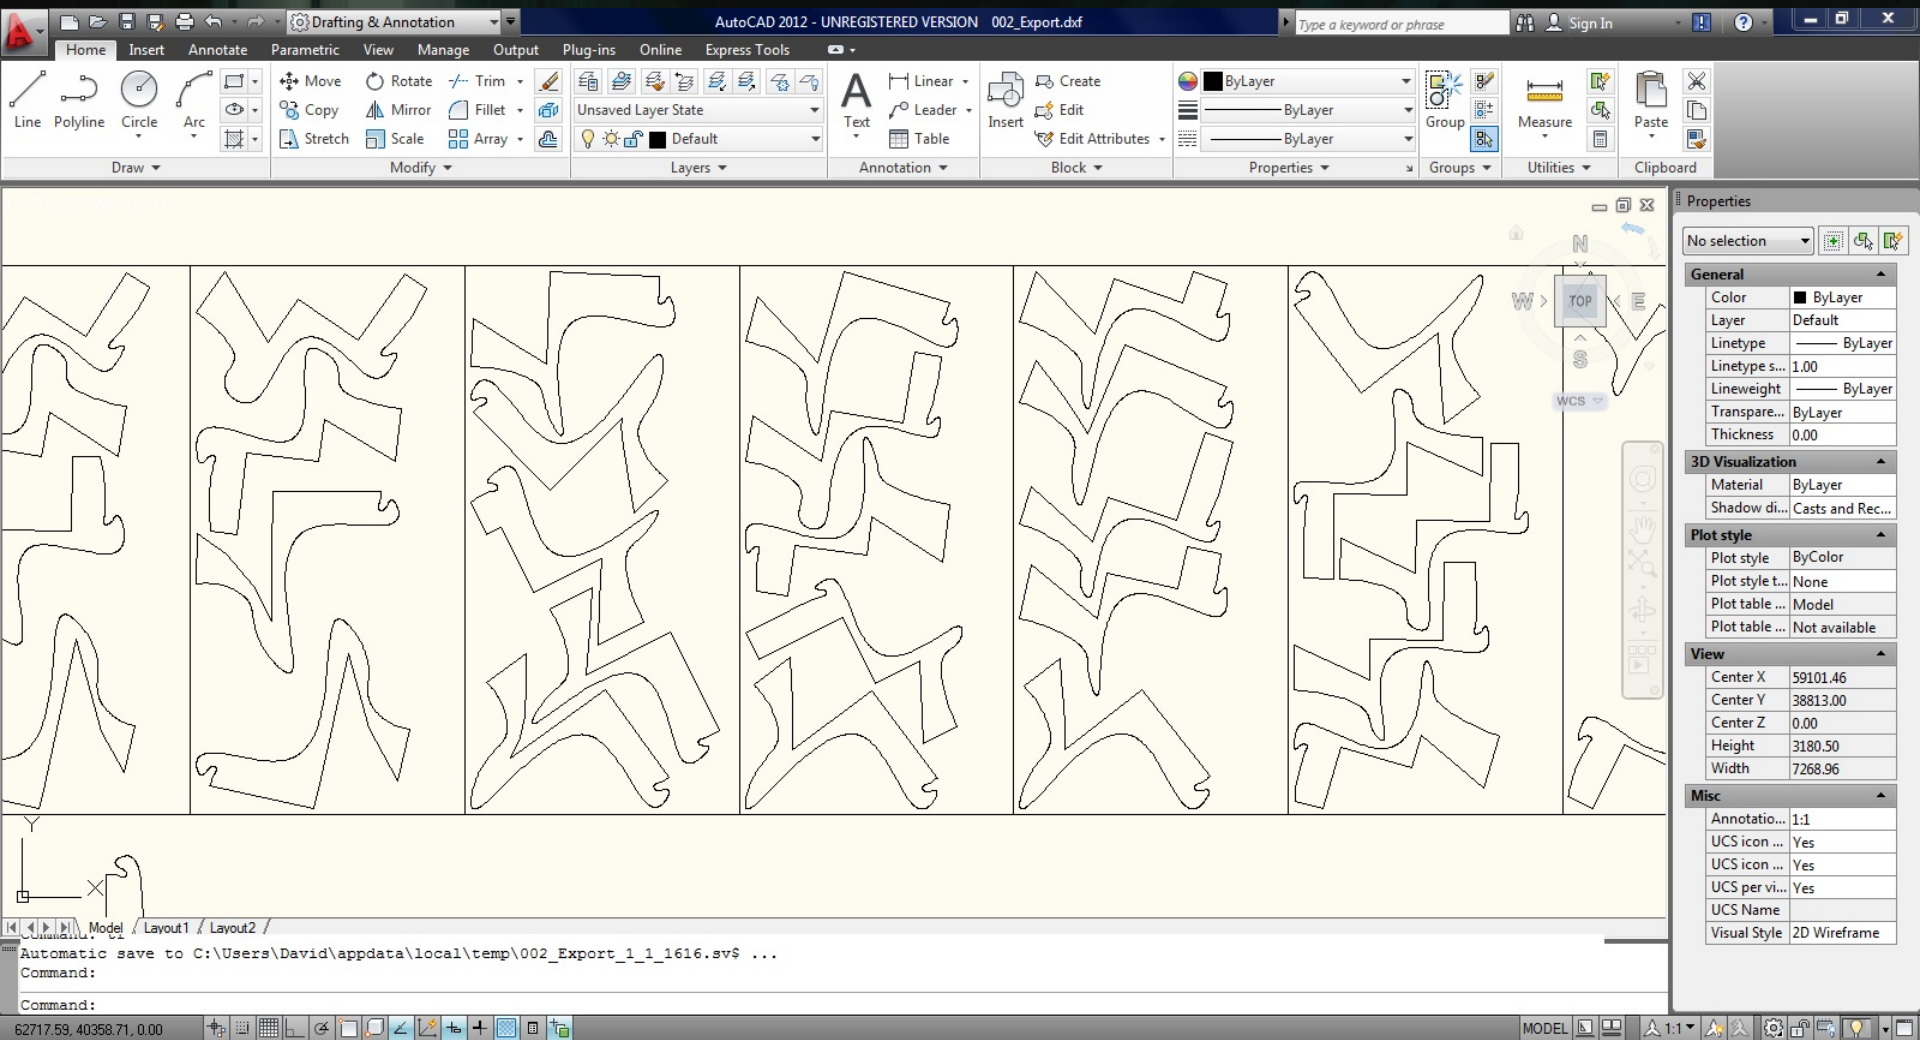 Drafting & Annotation
AutoCAD 2012 - UNREGISTERED VERSION 002_Export.dxf
Type a keyword or phrase
Sign In
Home Insert Annotate Parametric View Manage Output Plug-ins Online Express Tools
Line Polyline Circle Arc
Move Rotate Trim
Copy Mirror Fillet
Stretch Scale Array
Unsaved Layer State
Default
Text
Linear
Leader
Table
Insert
Create
Edit
Edit Attributes
ByLayer
ByLayer
ByLayer
Group
Measure
Paste
Draw Modify Layers Annotation Block Properties Groups Utilities Clipboard
N
W TOP E
S
WCS
Properties
No selection
General
Color ByLayer
Layer Default
Linetype ByLayer
Linetype s... 1.00
Lineweight ByLayer
Transpare... ByLayer
Thickness 0.00
3D Visualization
Material ByLayer
Shadow di... Casts and Rec...
Plot style
Plot style ByColor
Plot style t... None
Plot table ... Model
Plot table ... Not available
View
Center X 59101.46
Center Y 38813.00
Center Z 0.00
Height 3180.50
Width 7268.96
Misc
Annotatio... 1:1
UCS icon ... Yes
UCS icon ... Yes
UCS per vi... Yes
UCS Name
Visual Style 2D Wireframe
Y
X
Model Layout1 Layout2
Automatic save to C:\Users\David\appdata\local\temp\002_Export_1_1_1616.sv$ ...
Command:
Command:
62717.59, 40358.71, 0.00
MODEL
1:1